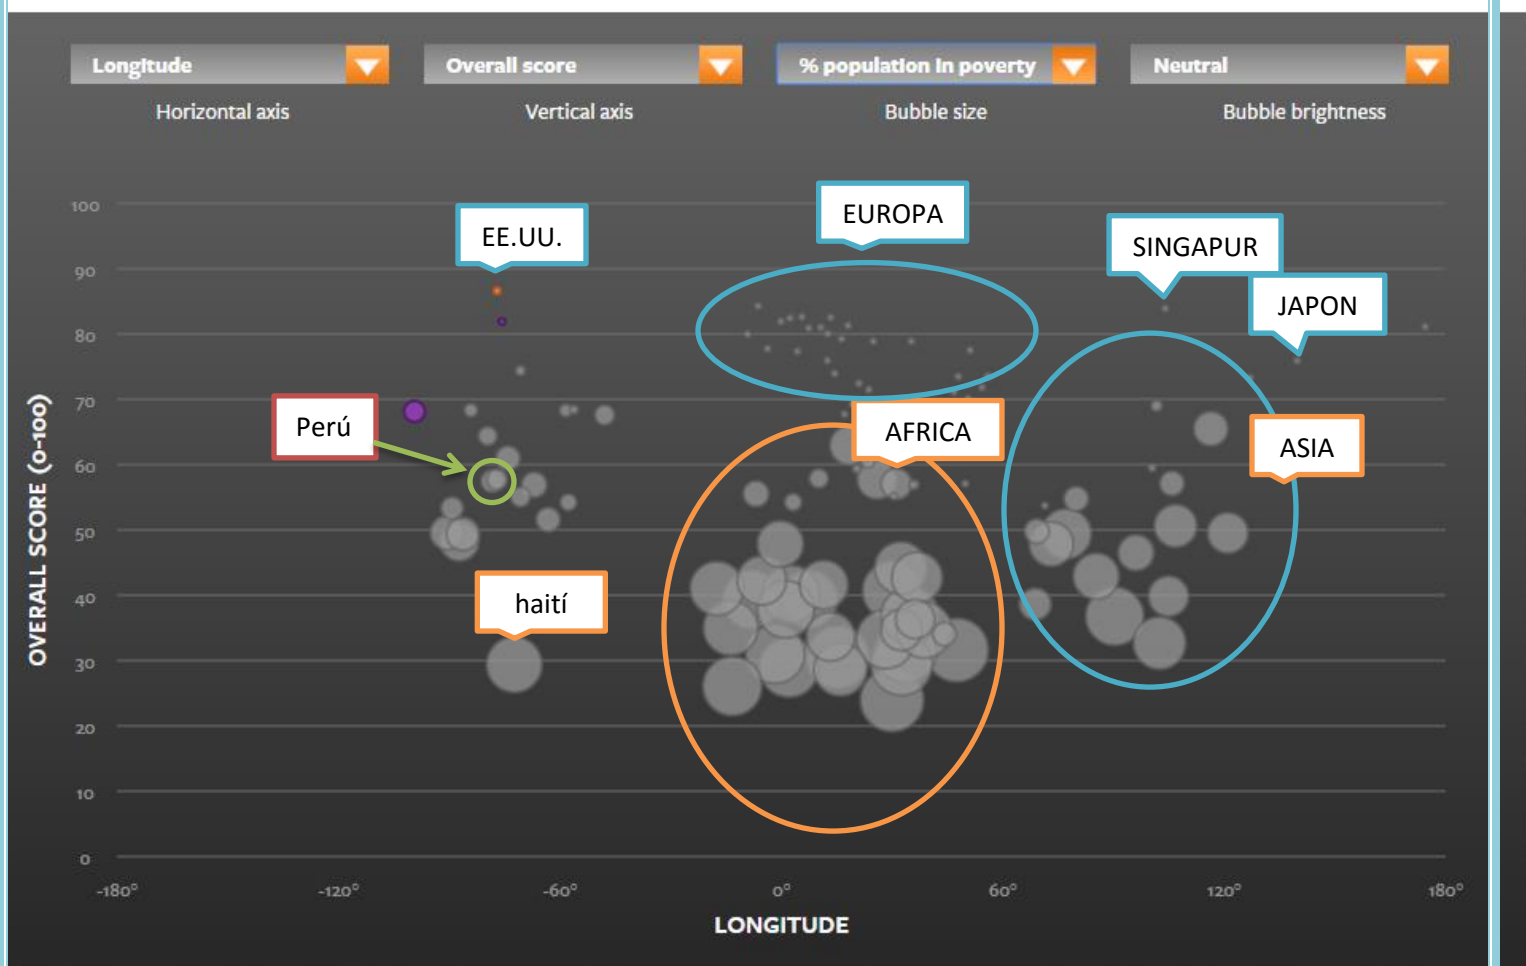 Longitude
Overall score
% population in poverty
Neutral
Horizontal axis
Vertical axis
Bubble size
Bubble brightness
EE.UU.
EUROPA
SINGAPUR
JAPON
Perú
AFRICA
ASIA
haití
OVERALL SCORE (0-100)
100
90
80
70
60
50
40
30
20
10
0
-180°
-120°
-60°
0°
60°
120°
180°
LONGITUDE